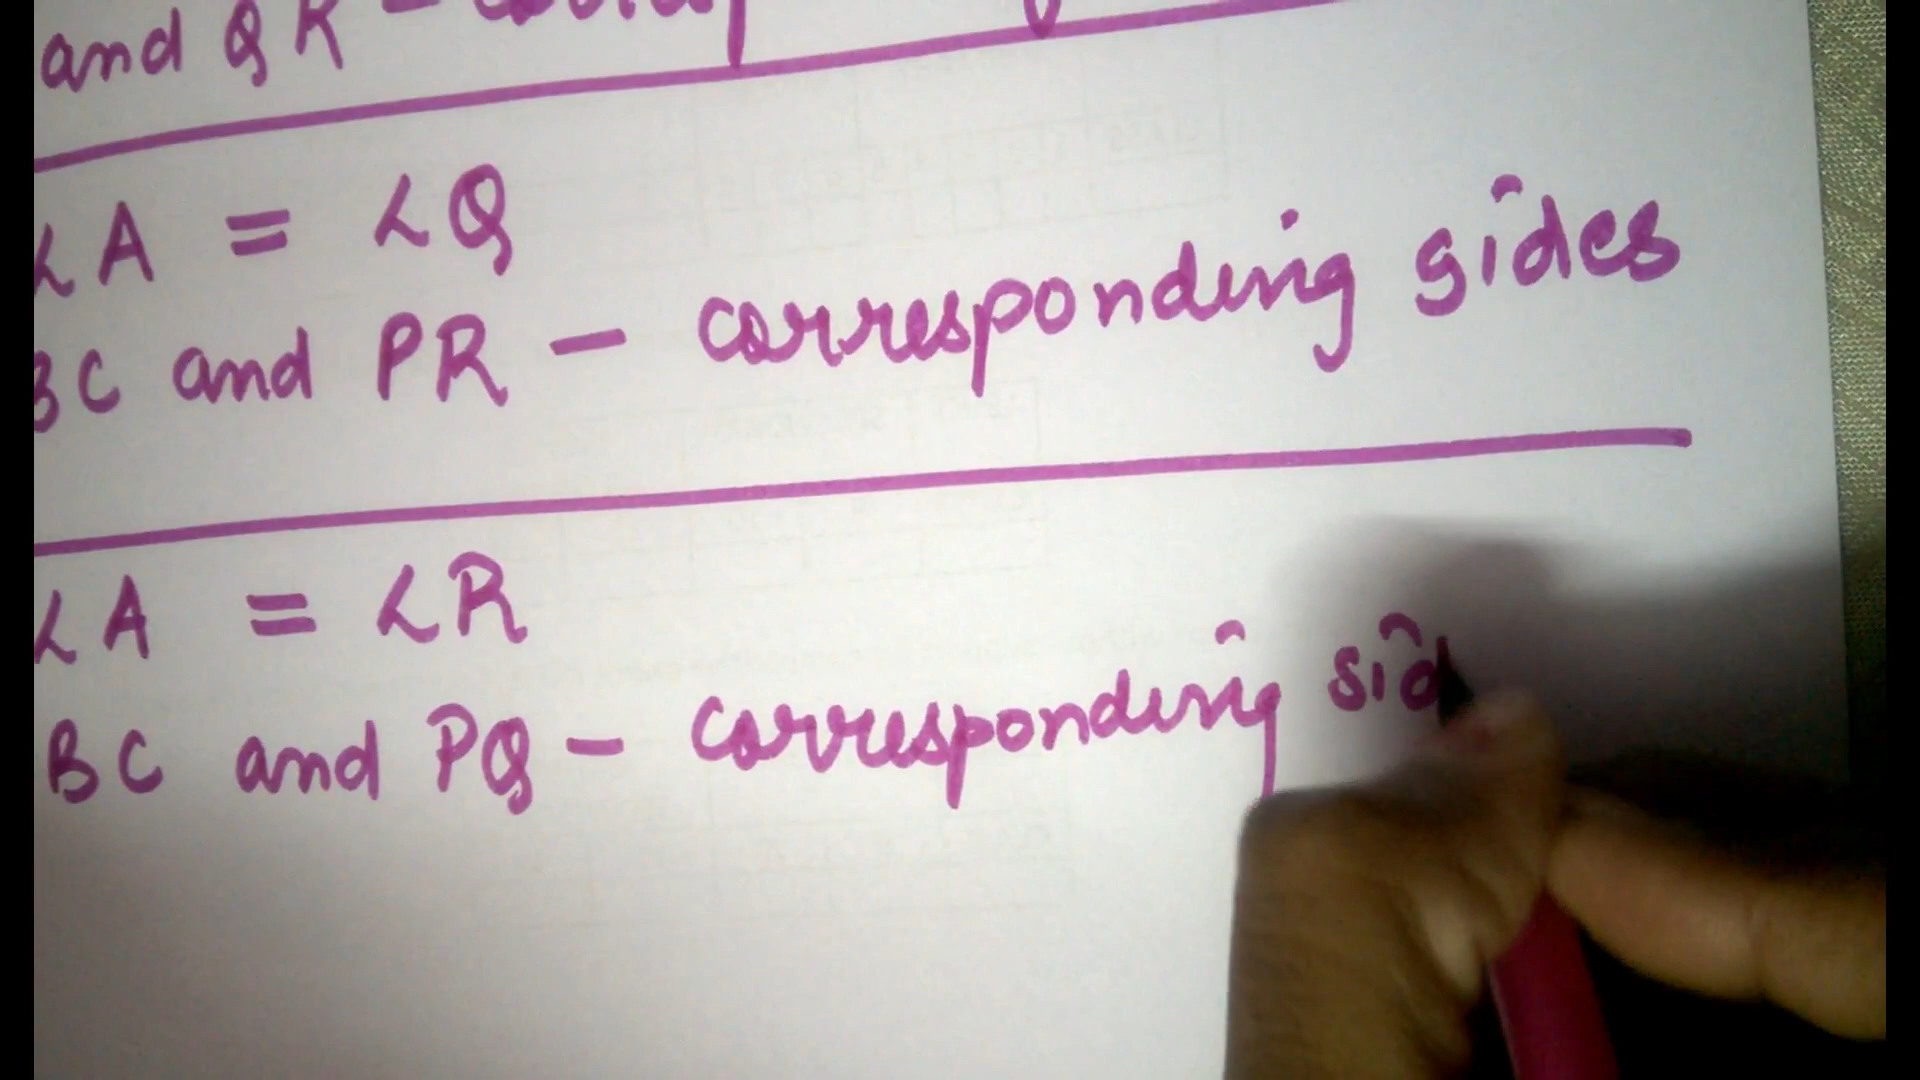 and QR -
∠A = ∠Q
BC and PR - corresponding sides
∠A = ∠R
BC and PQ - corresponding sid